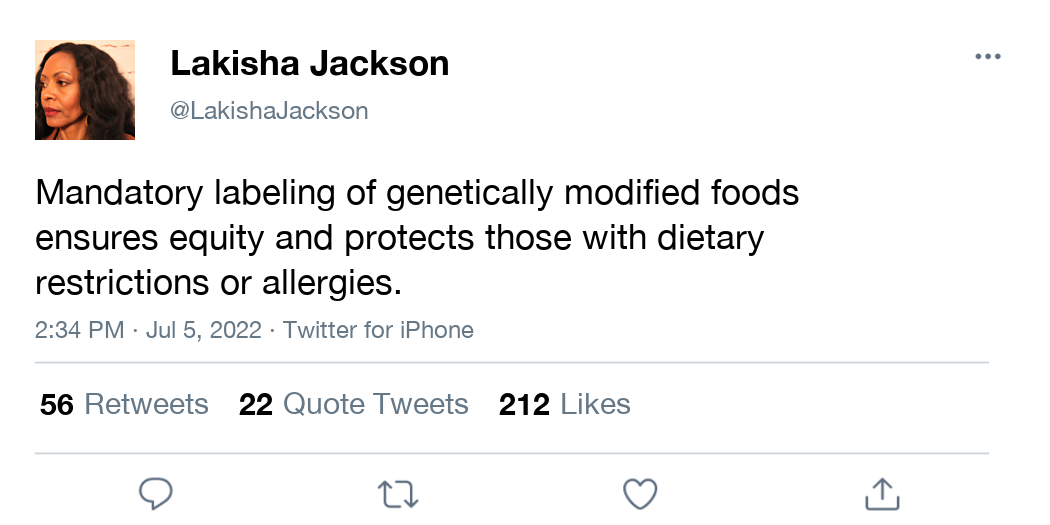 Lakisha Jackson
@LakishaJackson
Mandatory labeling of genetically modified foods
ensures equity and protects those with dietary
restrictions or allergies.
2:34 PM · Jul 5, 2022 · Twitter for iPhone
56 Retweets 22 Quote Tweets 212 Likes